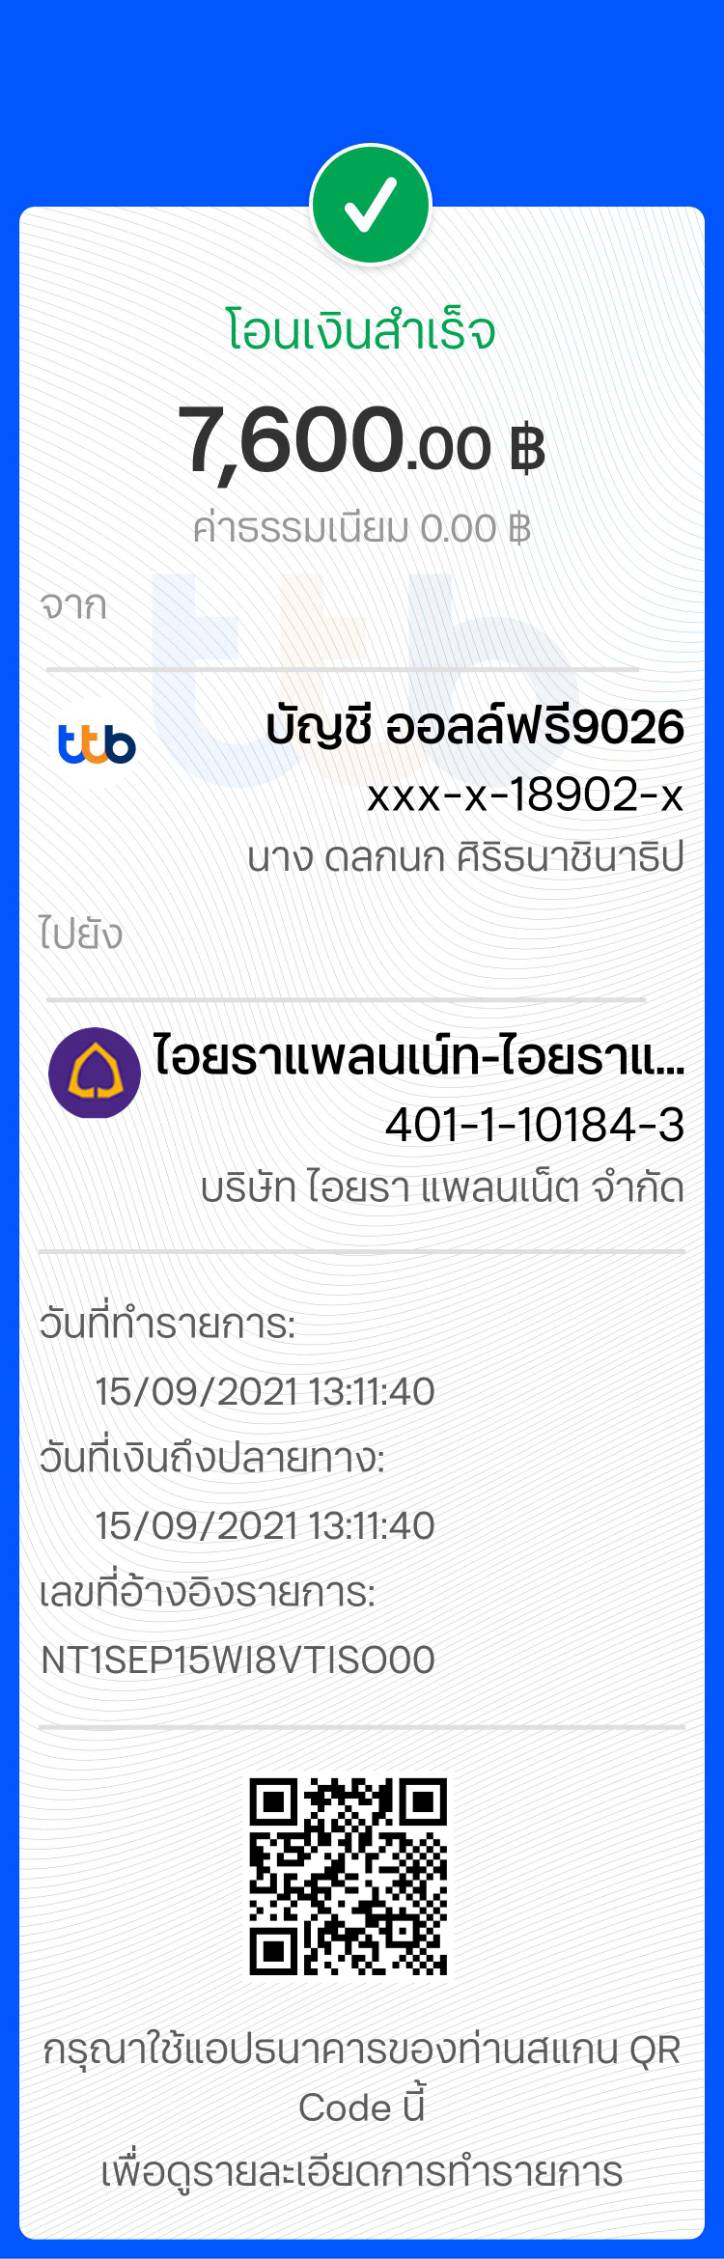 โอนเงินสำเร็จ
7,600.00 ฿
ค่าธรรมเนียม 0.00 ฿
จาก
ttb
ttb
บัญชี ออลล์ฟรี9026
xxx-x-18902-x
นาง ดลกนก ศิริธนาชินาธิป
ไปยัง
ไอยราแพลนเน้ท-ไอยราแ...
401-1-10184-3
บริษัท ไอยรา แพลนเน็ต จำกัด
วันที่ทำรายการ:
15/09/2021 13:11:40
วันที่เงินถึงปลายทาง:
15/09/2021 13:11:40
เลขที่อ้างอิงรายการ:
NT1SEP15WI8VTISO00
กรุณาใช้แอปธนาคารของท่านสแกน QR
Code นี้
เพื่อดูรายละเอียดการทำรายการ